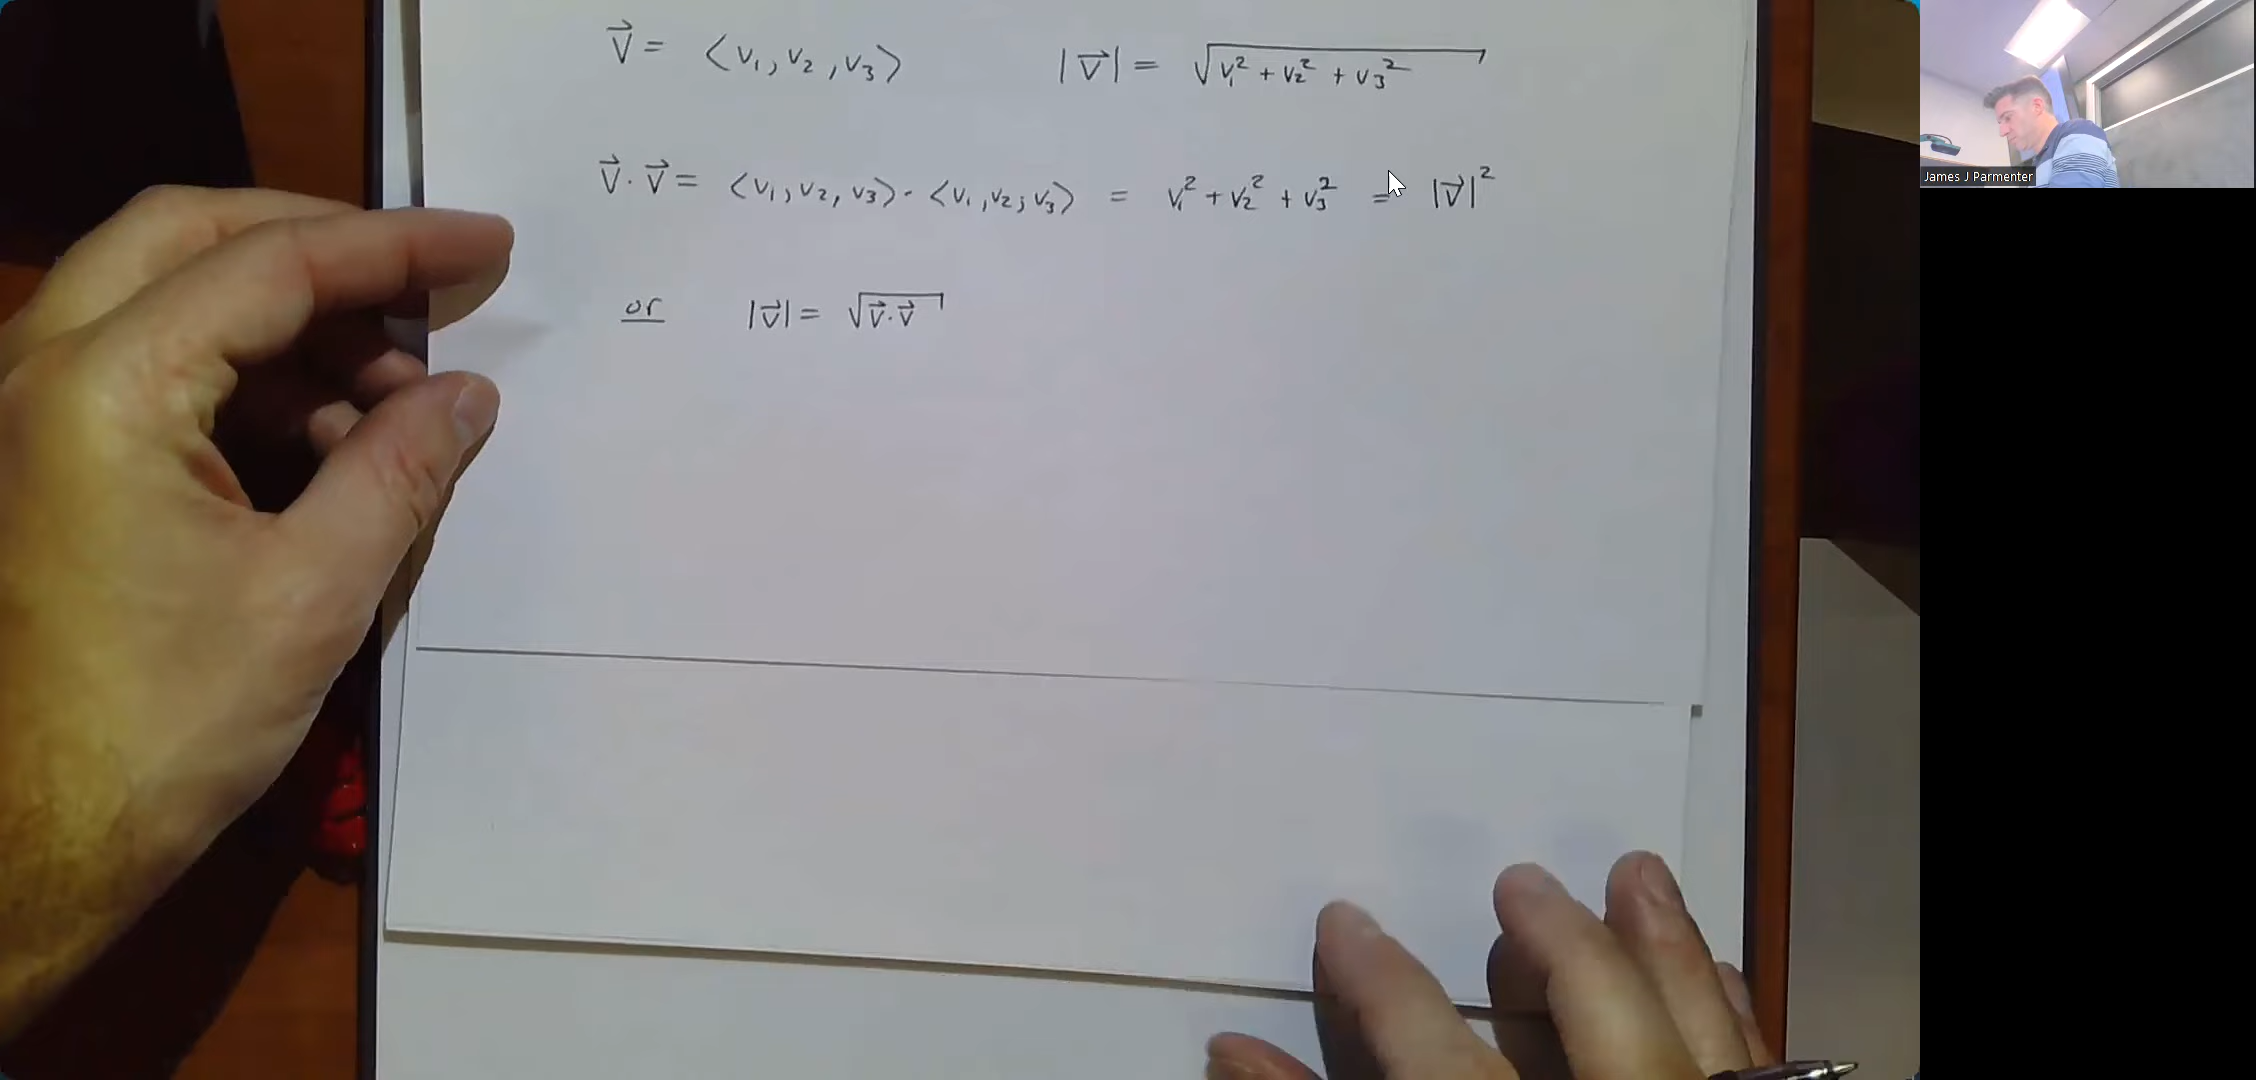 v⃗ = ⟨v₁, v₂, v₃⟩ |v⃗| = √(v₁² + v₂² + v₃²)
v⃗ · v⃗ = ⟨v₁, v₂, v₃⟩ · ⟨v₁, v₂, v₃⟩ = v₁² + v₂² + v₃² = |v⃗|²
or |v⃗| = √(v⃗ · v⃗)
James J Parmenter